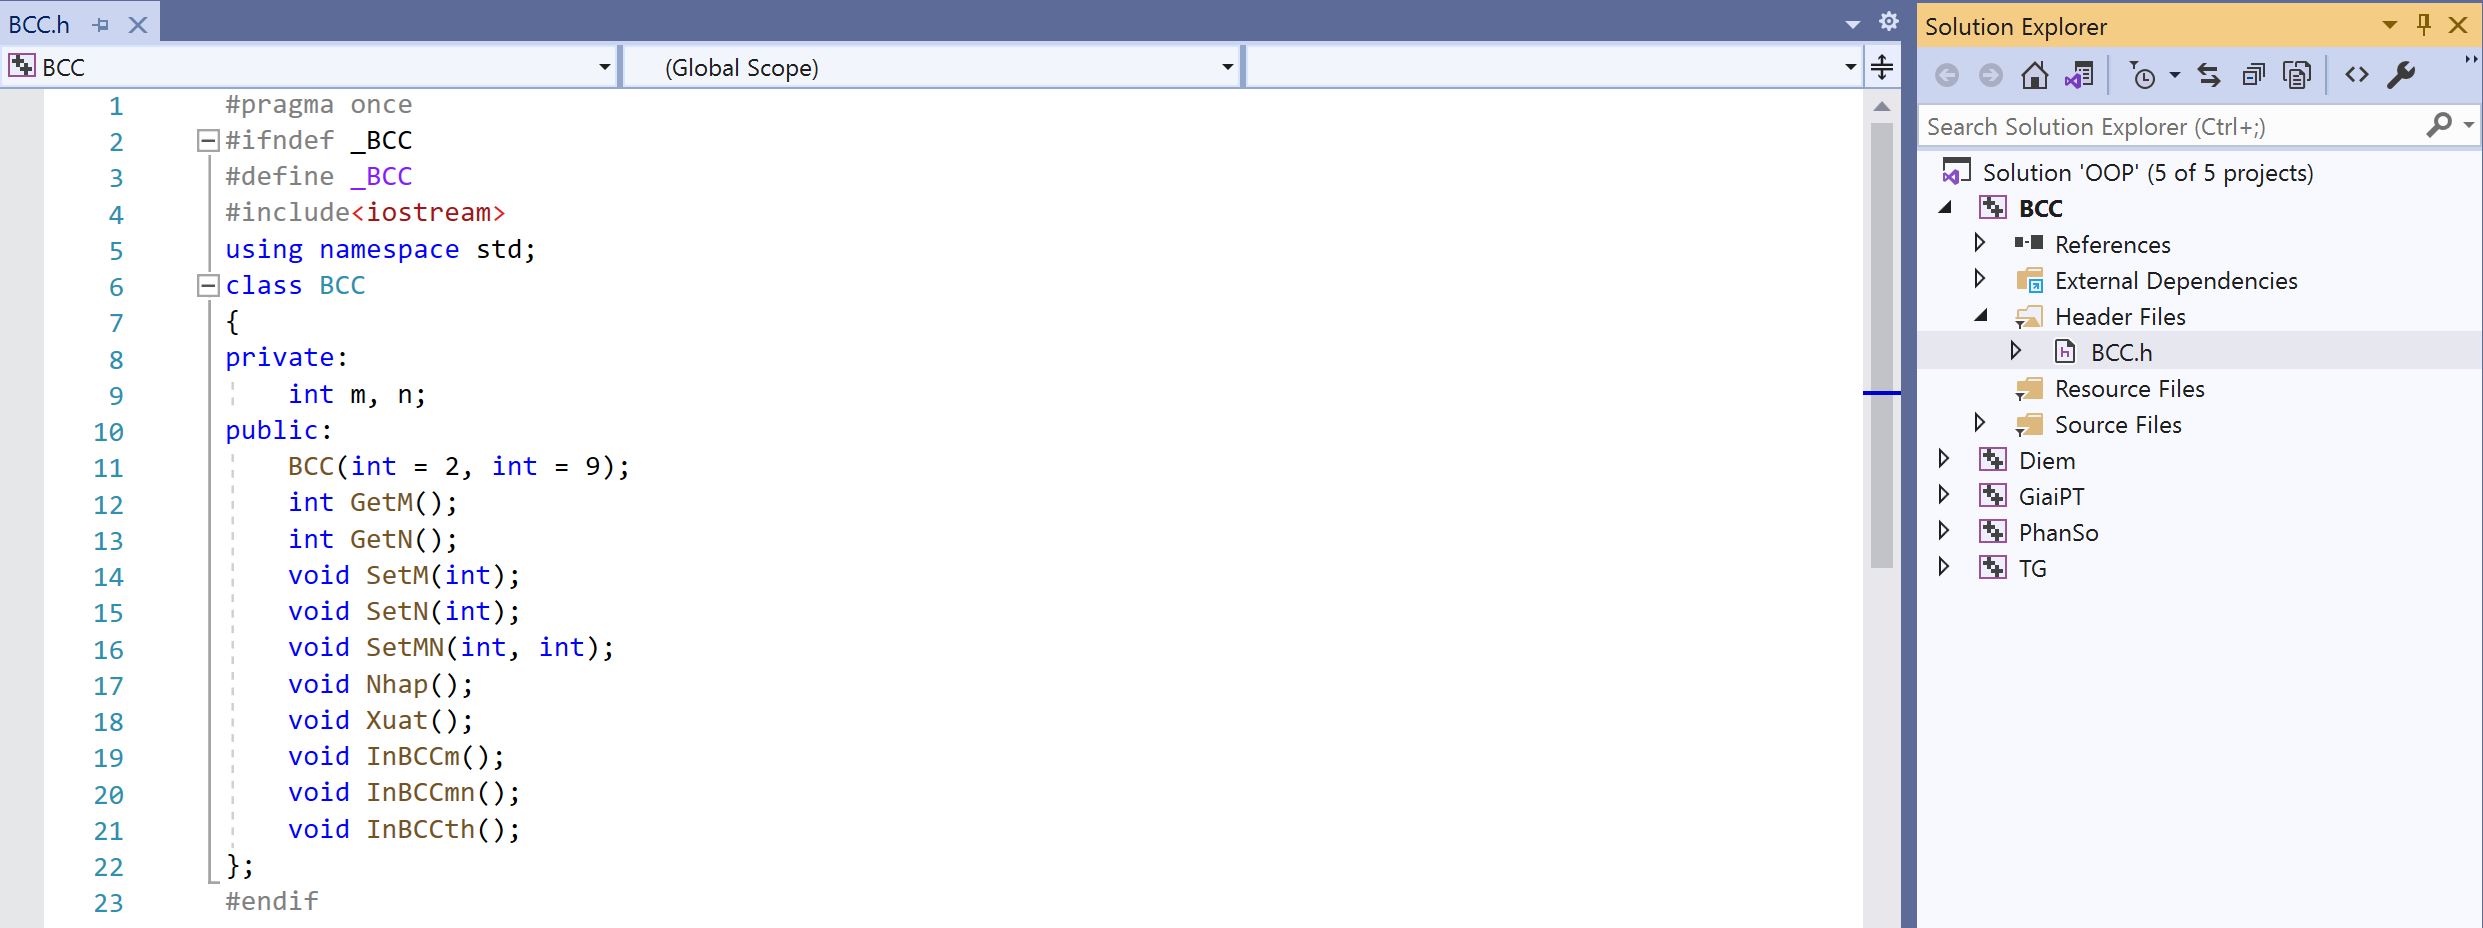 BCC.h
BCC
(Global Scope)
1 #pragma once
2 #ifndef _BCC
3 #define _BCC
4 #include<iostream>
5 using namespace std;
6 class BCC
7 {
8 private:
9 int m, n;
10 public:
11 BCC(int = 2, int = 9);
12 int GetM();
13 int GetN();
14 void SetM(int);
15 void SetN(int);
16 void SetMN(int, int);
17 void Nhap();
18 void Xuat();
19 void InBCCm();
20 void InBCCmn();
21 void InBCCth();
22 };
23 #endif
Solution Explorer
Search Solution Explorer (Ctrl+;)
Solution 'OOP' (5 of 5 projects)
BCC
References
External Dependencies
Header Files
BCC.h
Resource Files
Source Files
Diem
GiaiPT
PhanSo
TG